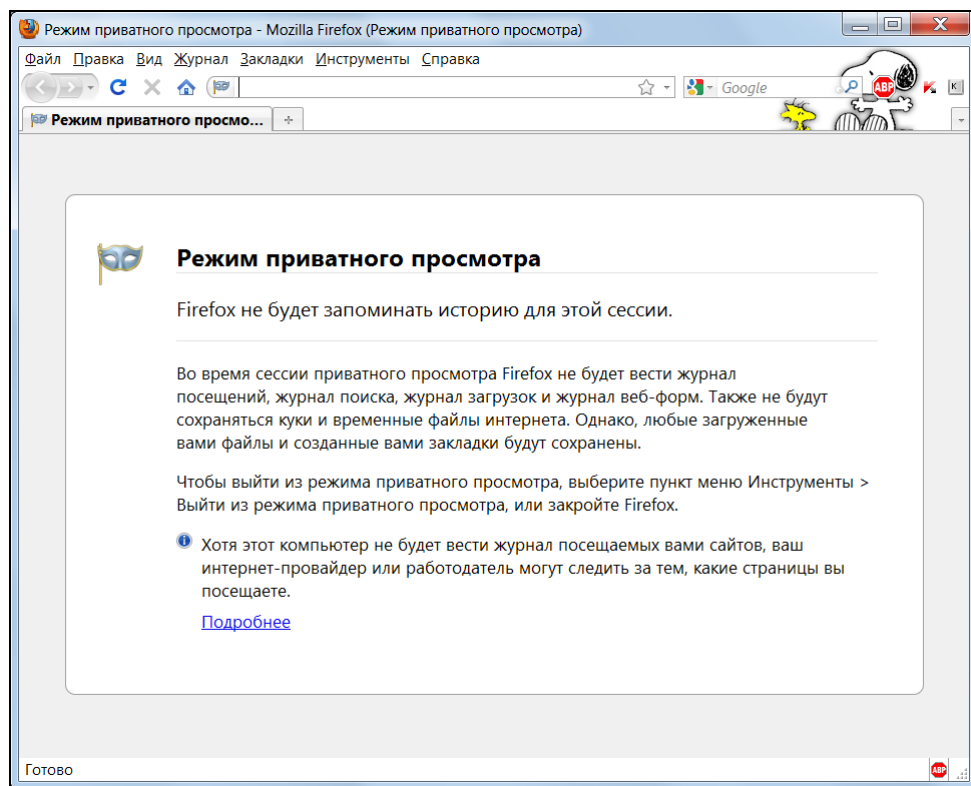 Режим приватного просмотра - Mozilla Firefox (Режим приватного просмотра)
Файл Правка Вид Журнал Закладки Инструменты Справка
Google
ABP
K
Режим приватного просмо...
Режим приватного просмотра
Firefox не будет запоминать историю для этой сессии.
Во время сессии приватного просмотра Firefox не будет вести журнал
посещений, журнал поиска, журнал загрузок и журнал веб-форм. Также не будут
сохраняться куки и временные файлы интернета. Однако, любые загруженные
вами файлы и созданные вами закладки будут сохранены.
Чтобы выйти из режима приватного просмотра, выберите пункт меню Инструменты >
Выйти из режима приватного просмотра, или закройте Firefox.
Хотя этот компьютер не будет вести журнал посещаемых вами сайтов, ваш
интернет-провайдер или работодатель могут следить за тем, какие страницы вы
посещаете.
Подробнее
Готово
ABP